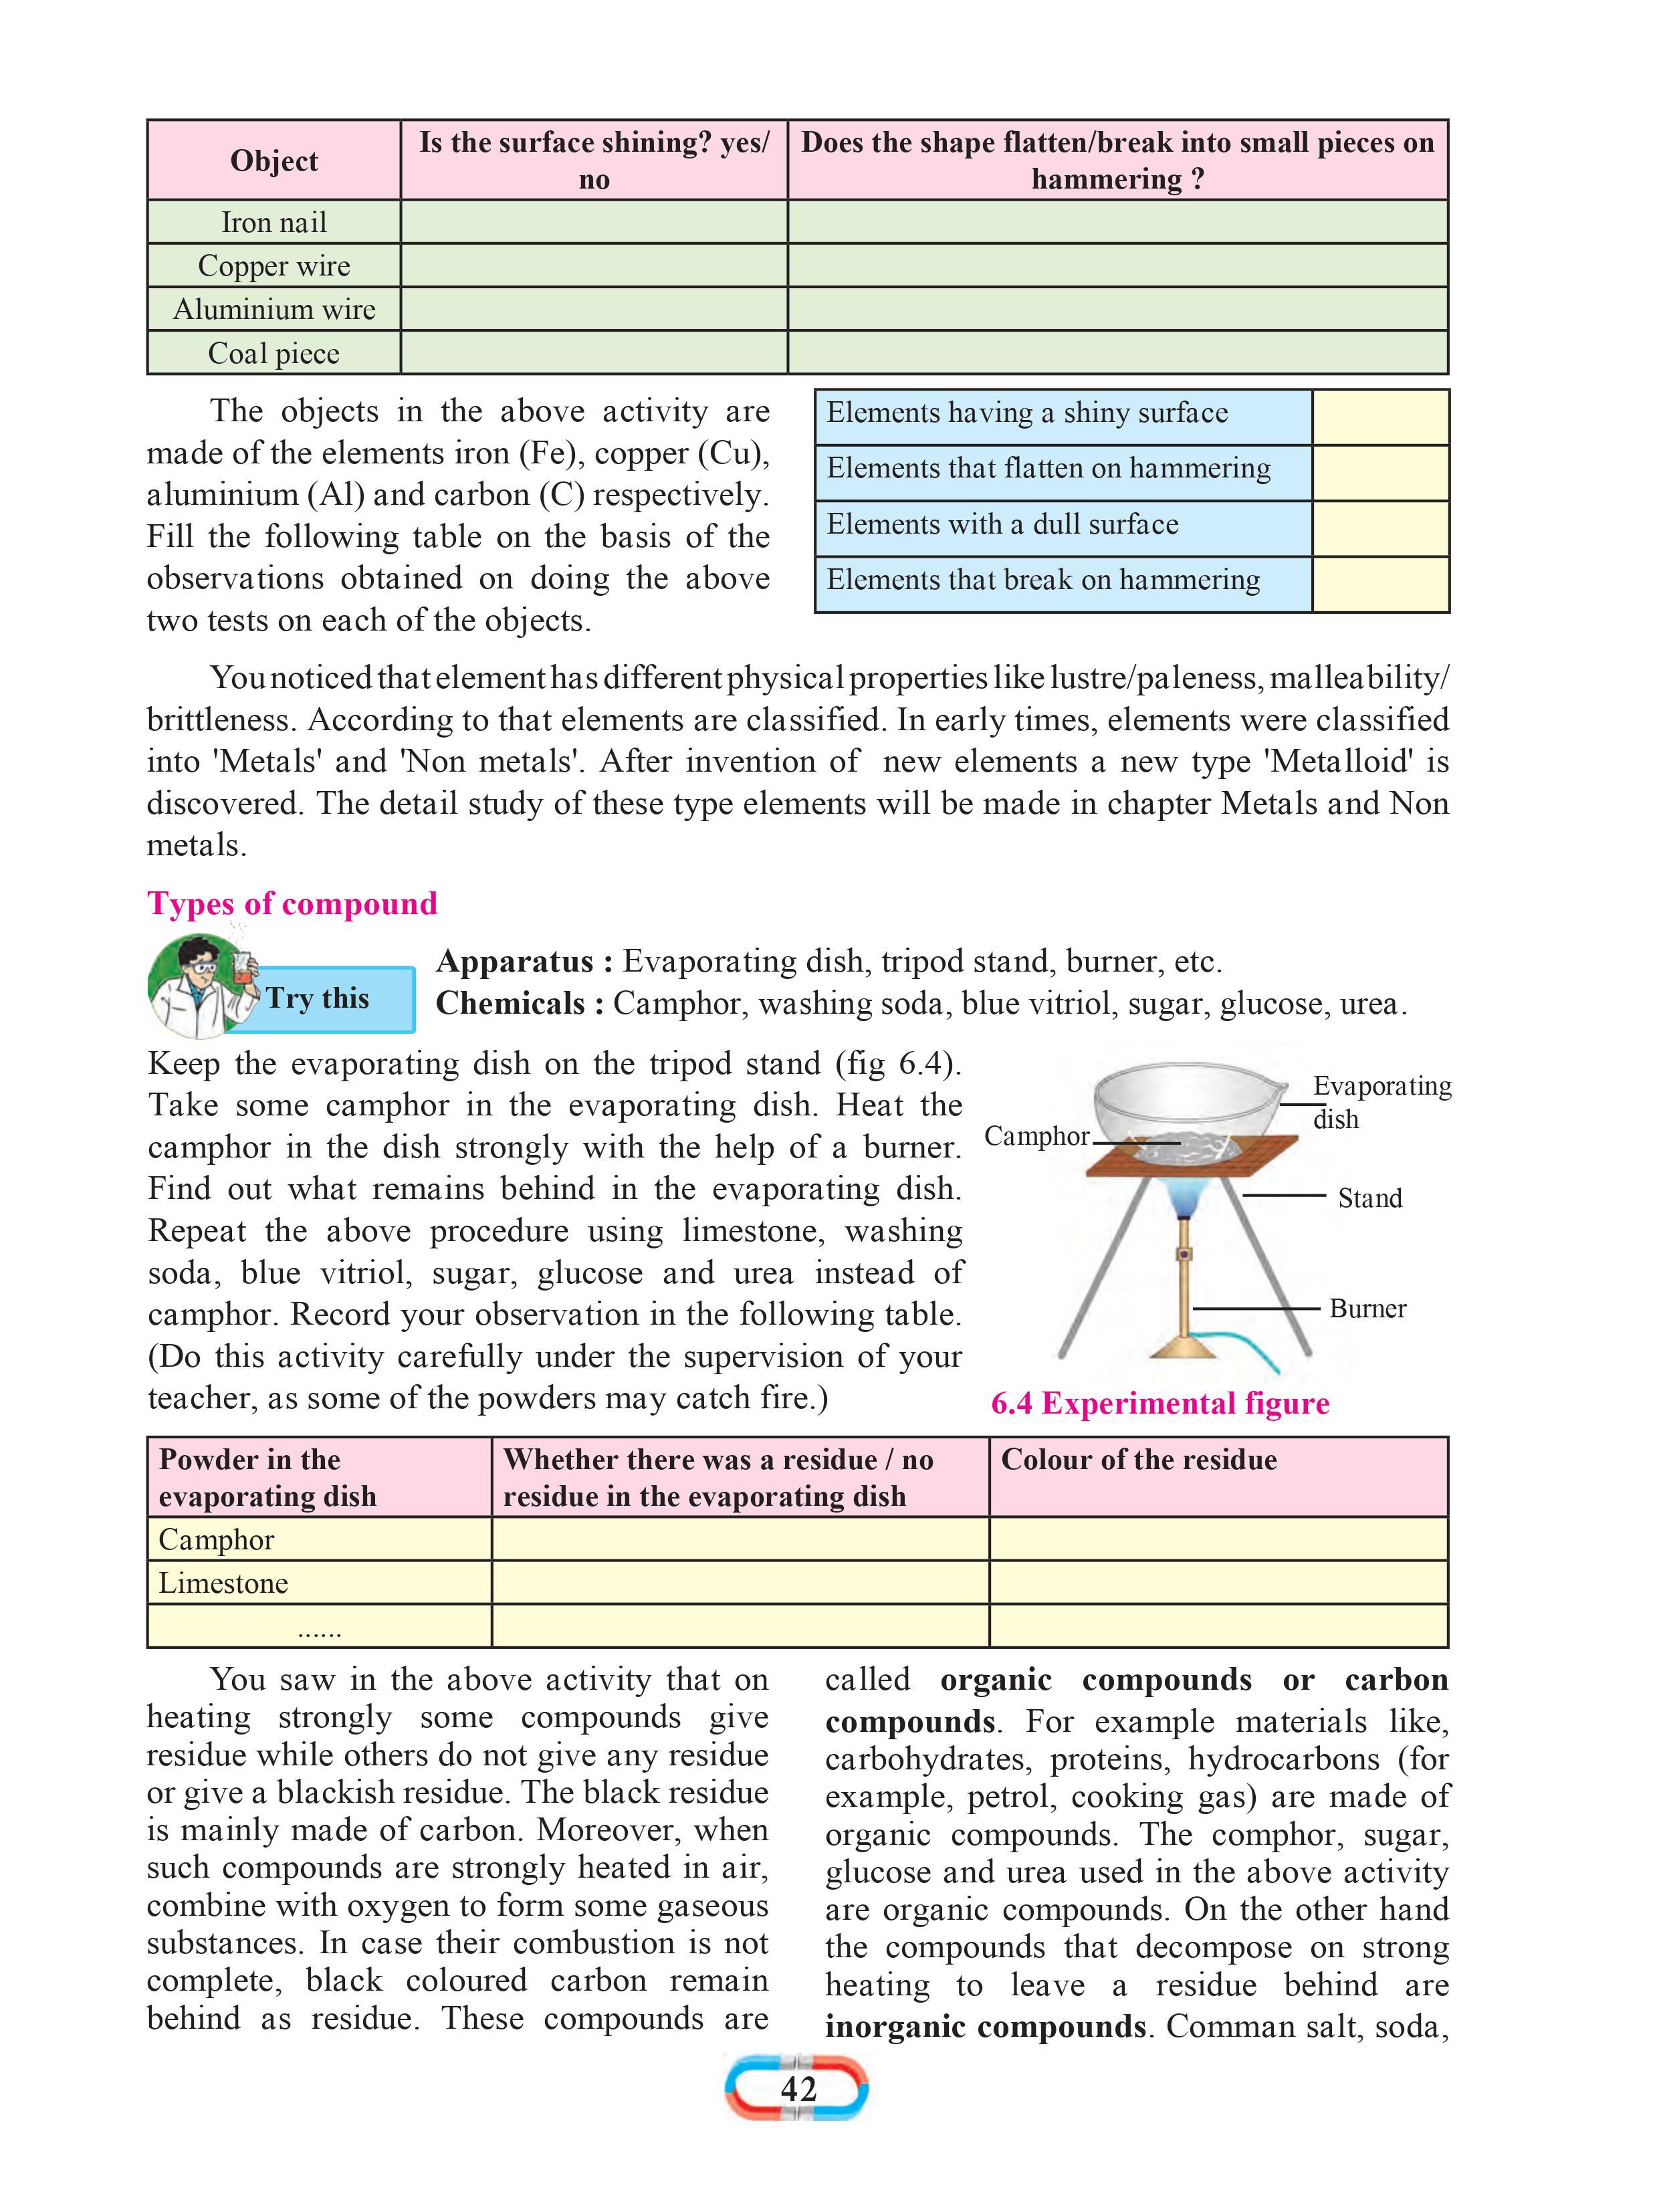 Object
Is the surface shining? yes/
no
Does the shape flatten/break into small pieces on
hammering ?
Iron nail
Copper wire
Aluminium wire
Coal piece
The objects in the above activity are
made of the elements iron (Fe), copper (Cu),
aluminium (Al) and carbon (C) respectively.
Fill the following table on the basis of the
observations obtained on doing the above
two tests on each of the objects.
Elements having a shiny surface
Elements that flatten on hammering
Elements with a dull surface
Elements that break on hammering
You noticed that element has different physical properties like lustre/paleness, malleability/
brittleness. According to that elements are classified. In early times, elements were classified
into 'Metals' and 'Non metals'. After invention of new elements a new type 'Metalloid' is
discovered. The detail study of these type elements will be made in chapter Metals and Non
metals.
Types of compound
Try this
Apparatus : Evaporating dish, tripod stand, burner, etc.
Chemicals : Camphor, washing soda, blue vitriol, sugar, glucose, urea.
Keep the evaporating dish on the tripod stand (fig 6.4).
Take some camphor in the evaporating dish. Heat the
camphor in the dish strongly with the help of a burner.
Find out what remains behind in the evaporating dish.
Repeat the above procedure using limestone, washing
soda, blue vitriol, sugar, glucose and urea instead of
camphor. Record your observation in the following table.
(Do this activity carefully under the supervision of your
teacher, as some of the powders may catch fire.)
Evaporating
dish
Camphor
Stand
Burner
6.4 Experimental figure
Powder in the
evaporating dish
Whether there was a residue / no
residue in the evaporating dish
Colour of the residue
Camphor
Limestone
......
You saw in the above activity that on
heating strongly some compounds give
residue while others do not give any residue
or give a blackish residue. The black residue
is mainly made of carbon. Moreover, when
such compounds are strongly heated in air,
combine with oxygen to form some gaseous
substances. In case their combustion is not
complete, black coloured carbon remain
behind as residue. These compounds are
called organic compounds or carbon
compounds. For example materials like,
carbohydrates, proteins, hydrocarbons (for
example, petrol, cooking gas) are made of
organic compounds. The comphor, sugar,
glucose and urea used in the above activity
are organic compounds. On the other hand
the compounds that decompose on strong
heating to leave a residue behind are
inorganic compounds. Comman salt, soda,
42